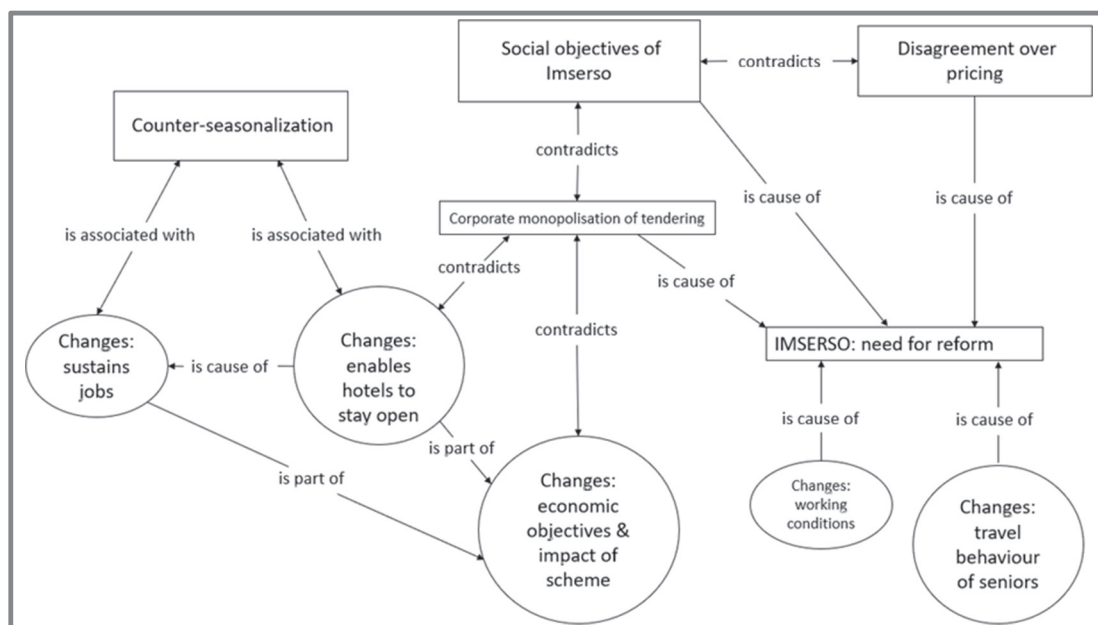 Social objectives of
Imserso
contradicts
Disagreement over
pricing
Counter-seasonalization
contradicts
is cause of
is cause of
Corporate monopolisation of tendering
is associated with
is associated with
contradicts
is cause of
contradicts
Changes:
sustains
jobs
is cause of
Changes:
enables
hotels to
stay open
IMSERSO: need for reform
is part of
is part of
is cause of
is cause of
Changes:
economic
objectives &
impact of
scheme
Changes:
working
conditions
Changes:
travel
behaviour
of seniors